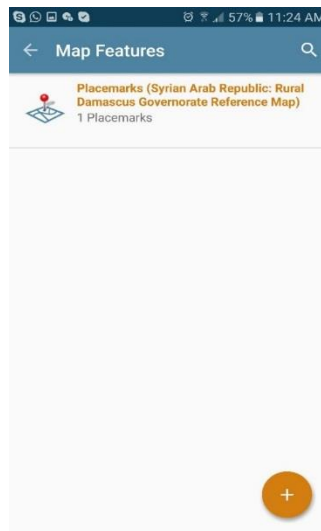 57% 11:24 AM
Map Features
Placemarks (Syrian Arab Republic: Rural
Damascus Governorate Reference Map)
1 Placemarks
+